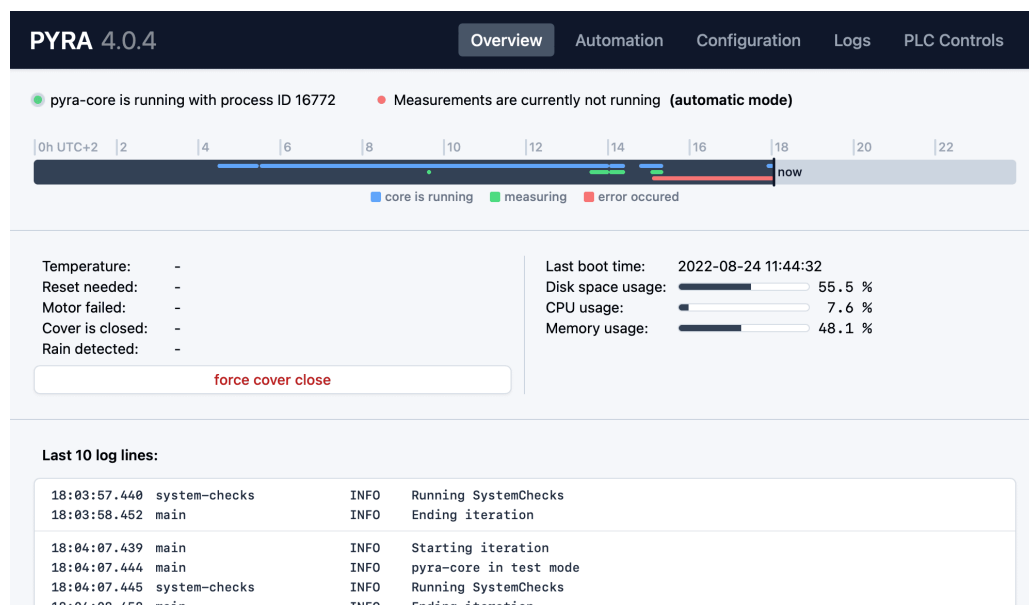 PYRA 4.0.4 Overview Automation Configuration Logs PLC Controls
pyra-core is running with process ID 16772 Measurements are currently not running (automatic mode)
0h UTC+2 2 4 6 8 10 12 14 16 18 20 22
now
core is running measuring error occured
Temperature: -
Reset needed: -
Motor failed: -
Cover is closed: -
Rain detected: -
force cover close
Last boot time: 2022-08-24 11:44:32
Disk space usage: 55.5 %
CPU usage: 7.6 %
Memory usage: 48.1 %
Last 10 log lines:
18:03:57.440 system-checks INFO Running SystemChecks
18:03:58.452 main INFO Ending iteration
18:04:07.439 main INFO Starting iteration
18:04:07.444 main INFO pyra-core in test mode
18:04:07.445 system-checks INFO Running SystemChecks